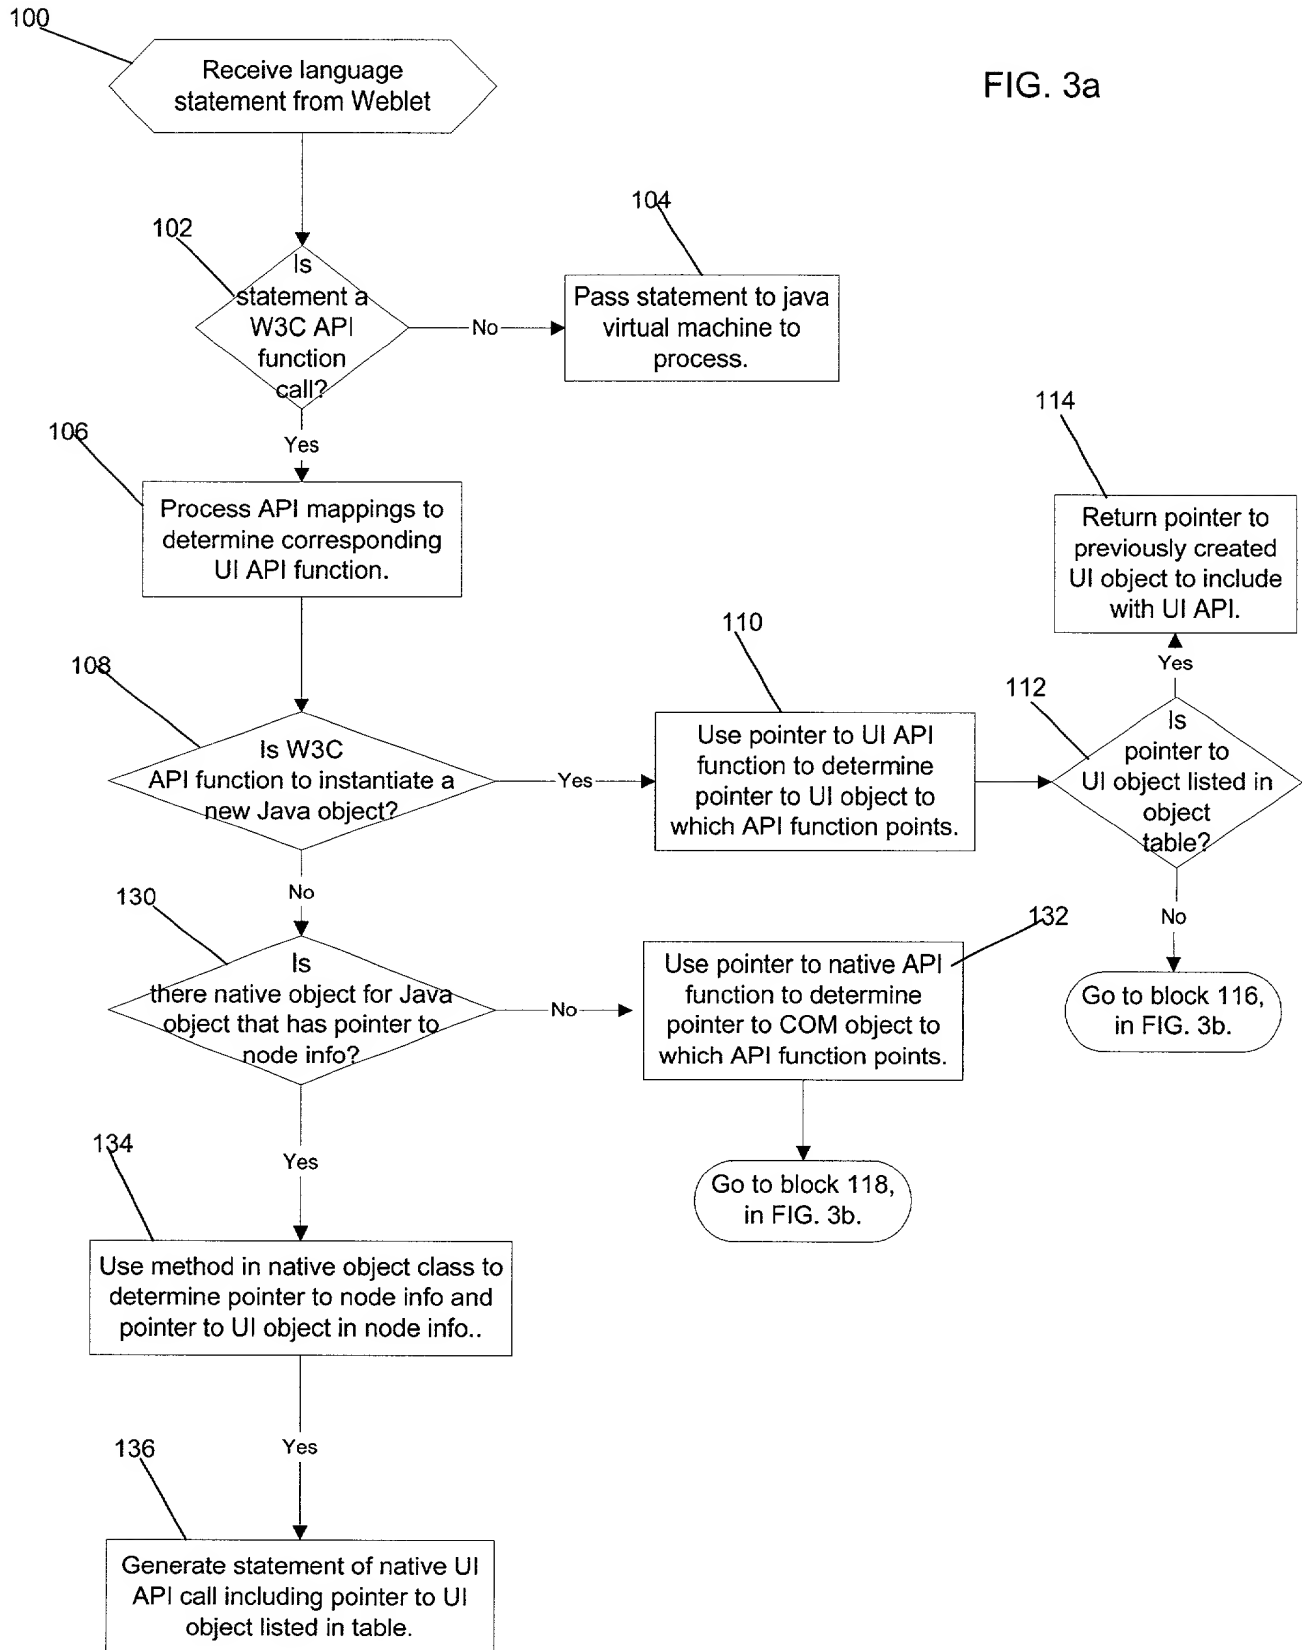 100
Receive language
statement from Weblet
FIG. 3a
102
Is
statement a
W3C API
function
call?
No
104
Pass statement to java
virtual machine to
process.
Yes
106
Process API mappings to
determine corresponding
UI API function.
108
Is W3C
API function to instantiate a
new Java object?
Yes
110
Use pointer to UI API
function to determine
pointer to UI object to
which API function points.
112
Is
pointer to
UI object listed in
object
table?
Yes
114
Return pointer to
previously created
UI object to include
with UI API.
No
Go to block 116,
in FIG. 3b.
No
130
Is
there native object for Java
object that has pointer to
node info?
No
132
Use pointer to native API
function to determine
pointer to COM object to
which API function points.
Go to block 118,
in FIG. 3b.
Yes
134
Use method in native object class to
determine pointer to node info and
pointer to UI object in node info..
Yes
136
Generate statement of native UI
API call including pointer to UI
object listed in table.